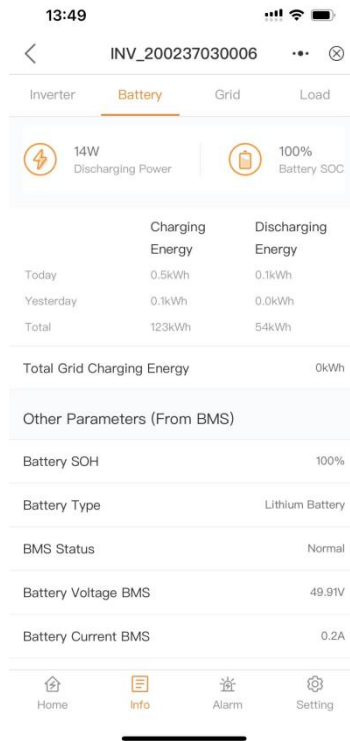 13:49
INV_200237030006
Inverter Battery Grid Load
14W 100%
Discharging Power Battery SOC
Charging Discharging
Energy Energy
Today 0.5kWh 0.1kWh
Yesterday 0.1kWh 0.0kWh
Total 123kWh 54kWh
Total Grid Charging Energy 0kWh
Other Parameters (From BMS)
Battery SOH 100%
Battery Type Lithium Battery
BMS Status Normal
Battery Voltage BMS 49.91V
Battery Current BMS 0.2A
Home Info Alarm Setting